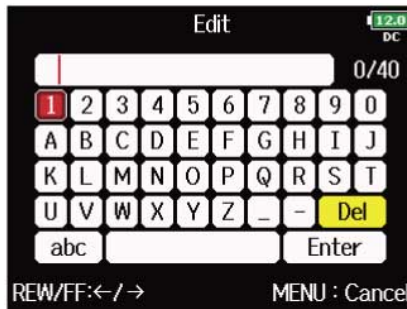 Edit
12.0
DC
0/40
1 2 3 4 5 6 7 8 9 0
A B C D E F G H I J
K L M N O P Q R S T
U V W X Y Z _ - Del
abc Enter
REW/FF:←/→ MENU : Cancel